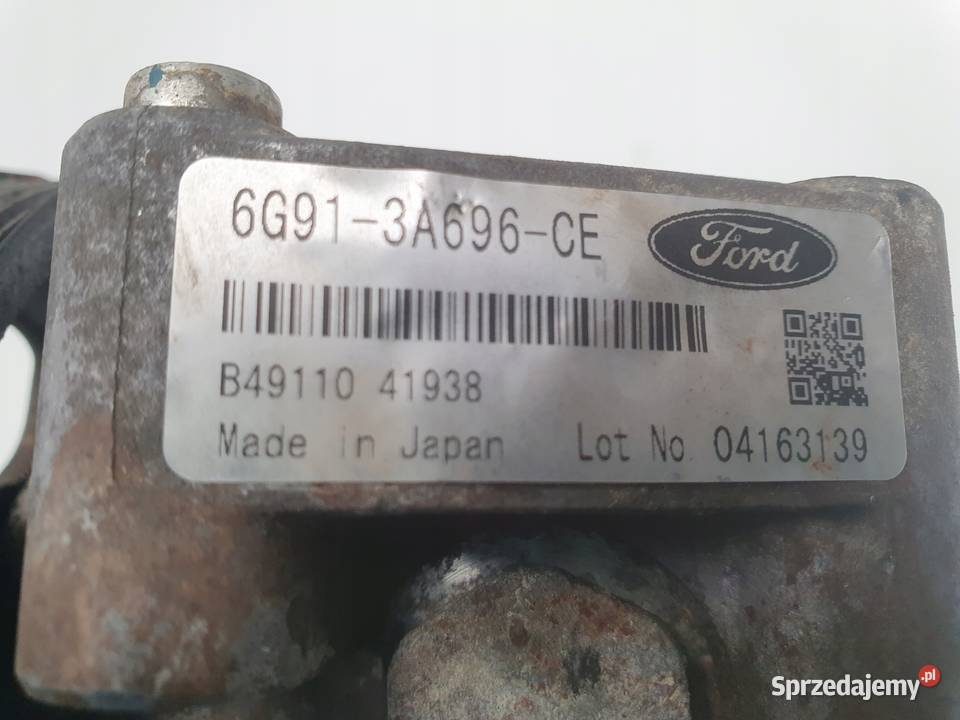 6G91-3A696-CE
Ford
B49110 41938
Made in Japan Lot No 04163139
Sprzedajemy.pl